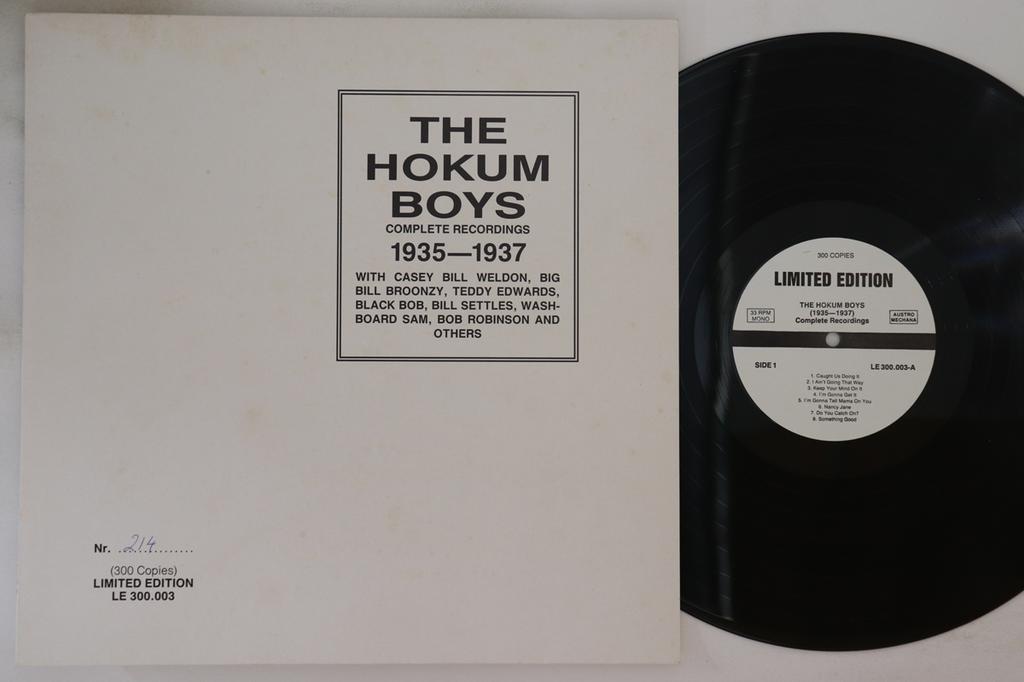 THE
HOKUM
BOYS
COMPLETE RECORDINGS
1935—1937
WITH CASEY BILL WELDON, BIG
BILL BROONZY, TEDDY EDWARDS,
BLACK BOB, BILL SETTLES, WASH-
BOARD SAM, BOB ROBINSON AND
OTHERS
Nr. 214
(300 Copies)
LIMITED EDITION
LE 300.003
300 COPIES
LIMITED EDITION
THE HOKUM BOYS
(1935—1937)
Complete Recordings
33 RPM
MONO
AUSTRO
MECHANA
SIDE 1
LE 300.003-A
1. Caught Us Doing It
2. I Ain't Going That Way
3. Keep Your Mind On It
4. I'm Gonna Get It
5. I'm Gonna Tell Mama On You
6. Nancy Jane
7. Do You Catch On?
8. Something Good